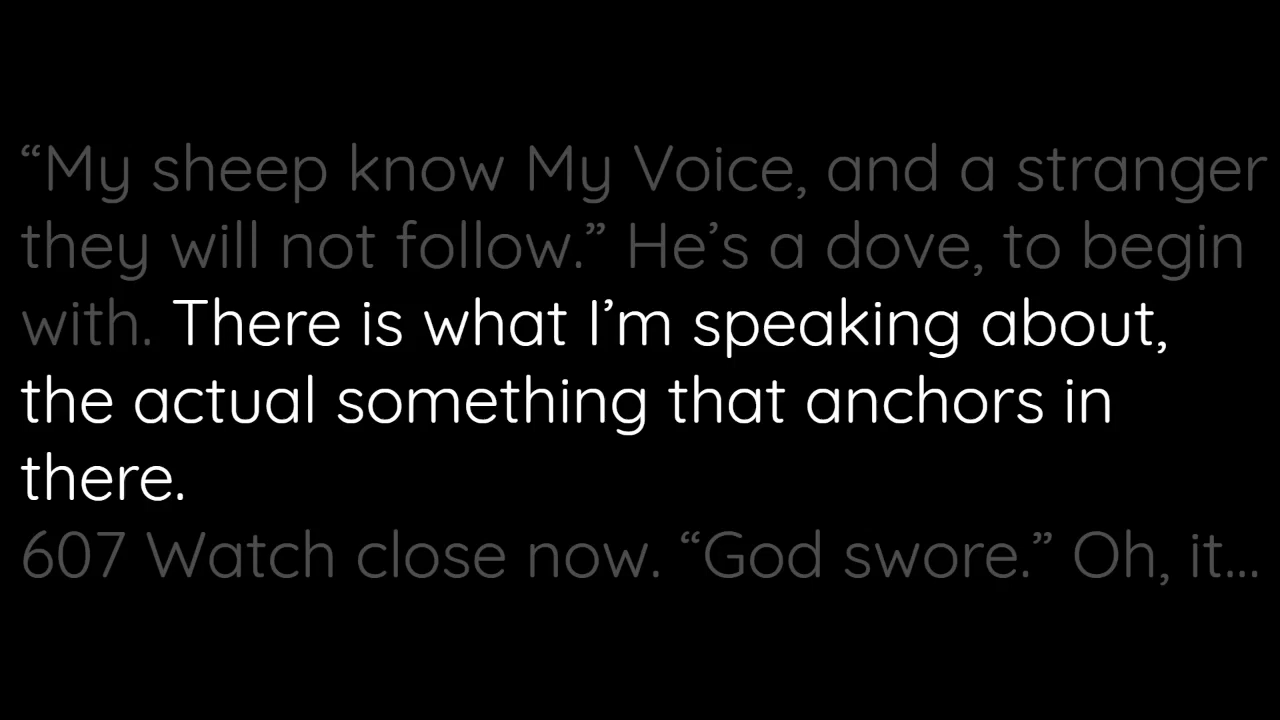 “My sheep know My Voice, and a stranger
they will not follow.” He’s a dove, to begin
with. There is what I’m speaking about,
the actual something that anchors in
there.
607 Watch close now. “God swore.” Oh, it...